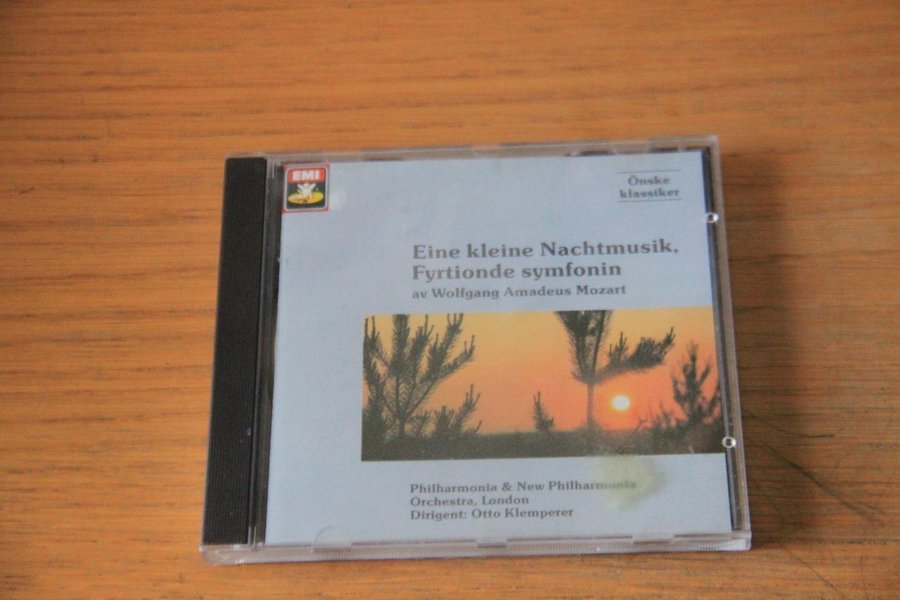 EMI
Önske
klassiker
Eine kleine Nachtmusik,
Fyrtionde symfonin
av Wolfgang Amadeus Mozart
Philharmonia & New Philharmonia
Orchestra, London
Dirigent: Otto Klemperer